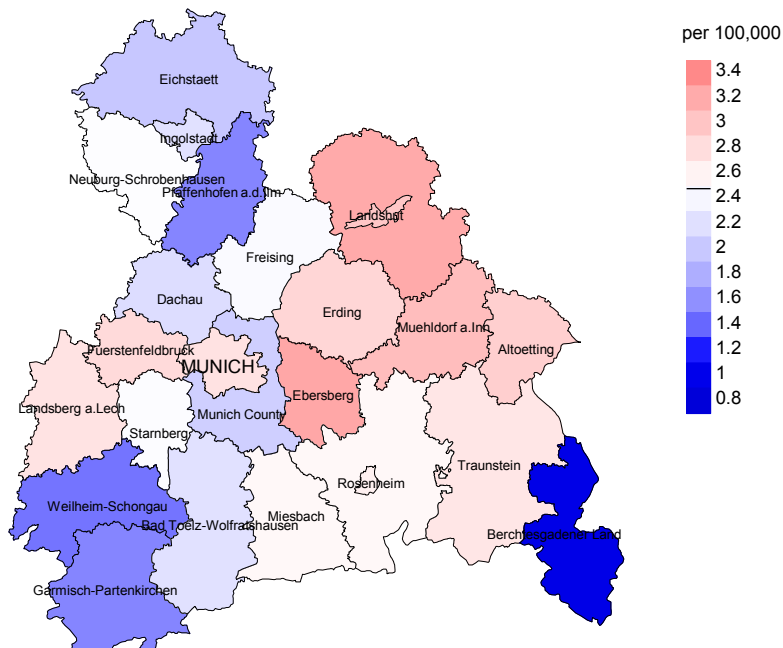 per 100,000
3.4
3.2
3
2.8
2.6
2.4
2.2
2
1.8
1.6
1.4
1.2
1
0.8
Eichstaett
Ingolstadt
Neuburg-Schrobenhausen
Pfaffenhofen a.d.Ilm
Landshut
Freising
Dachau
Erding
Muehldorf a.Inn
Altoetting
Fuerstenfeldbruck
MUNICH
Ebersberg
Landsberg a.Lech
Munich County
Starnberg
Traunstein
Rosenheim
Weilheim-Schongau
Miesbach
Bad Toelz-Wolfratshausen
Berchtesgadener Land
Garmisch-Partenkirchen